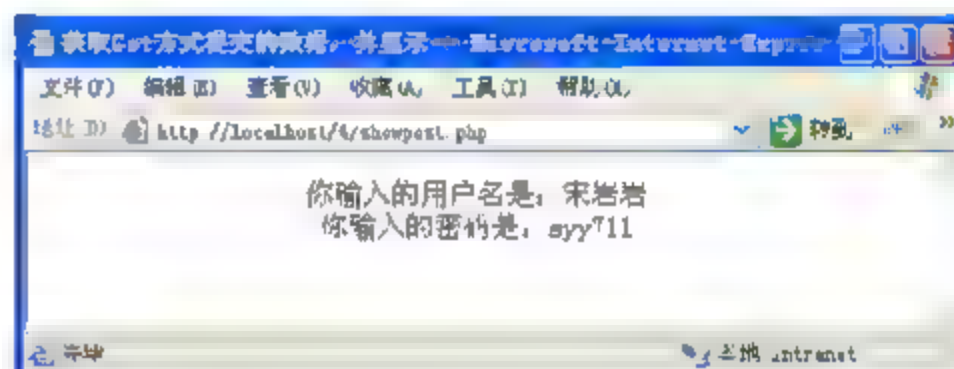 获取Get方式提交的数据，并显示 - Microsoft Internet Explor
文件(F) 编辑(E) 查看(V) 收藏(A) 工具(T) 帮助(H)
地址(D) http://localhost/4/showpost.php 转到
你输入的用户名是：宋岩岩
你输入的密码是：syy711
完毕 本地 Intranet